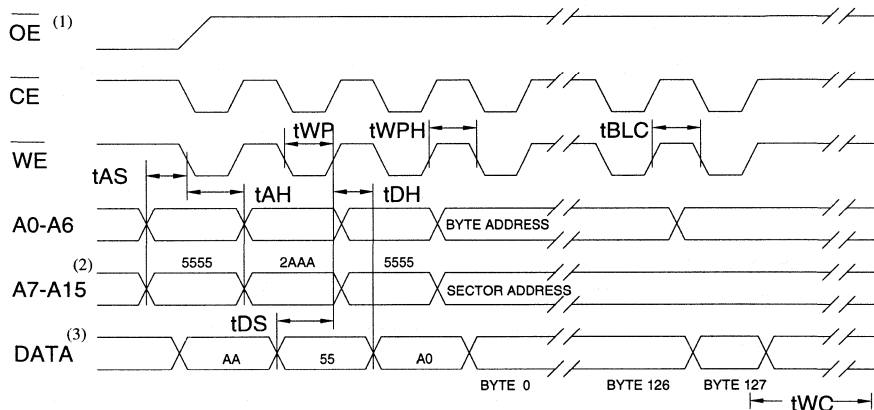 OE (1)
CE
tWP tWPH tBLC
WE
tAS tAH tDH
A0-A6 BYTE ADDRESS
5555 2AAA 5555
A7-A15 (2) SECTOR ADDRESS
tDS
DATA (3) AA 55 A0
BYTE 0 BYTE 126 BYTE 127
tWC